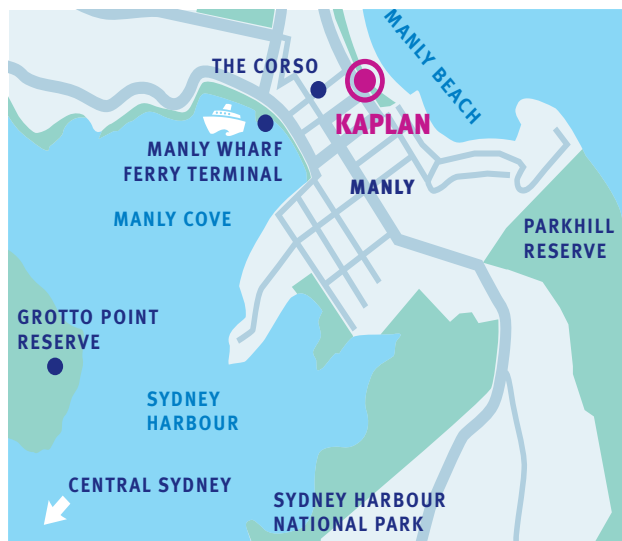 MANLY BEACH
THE CORSO
KAPLAN
MANLY WHARF
FERRY TERMINAL
MANLY
MANLY COVE
PARKHILL
RESERVE
GROTTO POINT
RESERVE
SYDNEY
HARBOUR
CENTRAL SYDNEY
SYDNEY HARBOUR
NATIONAL PARK